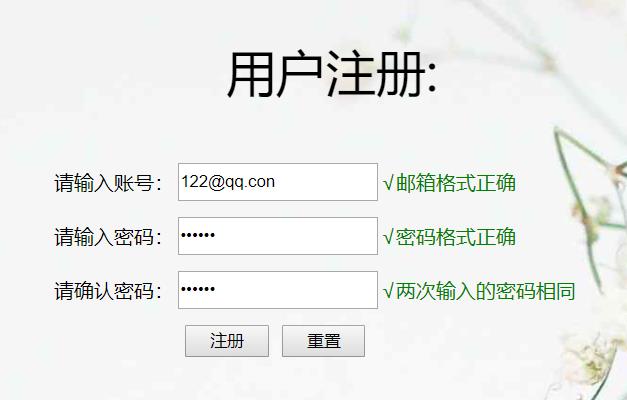 用户注册:
请输入账号： 122@qq.con √邮箱格式正确
请输入密码： •••••• √密码格式正确
请确认密码： •••••• √两次输入的密码相同
注册 重置